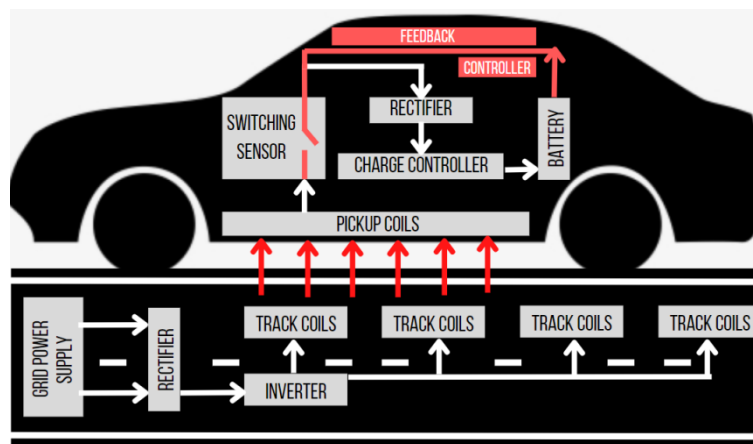 FEEDBACK
CONTROLLER
SWITCHING
SENSOR
RECTIFIER
CHARGE CONTROLLER
BATTERY
PICKUP COILS
GRID POWER
SUPPLY
RECTIFIER
TRACK COILS
TRACK COILS
TRACK COILS
TRACK COILS
INVERTER